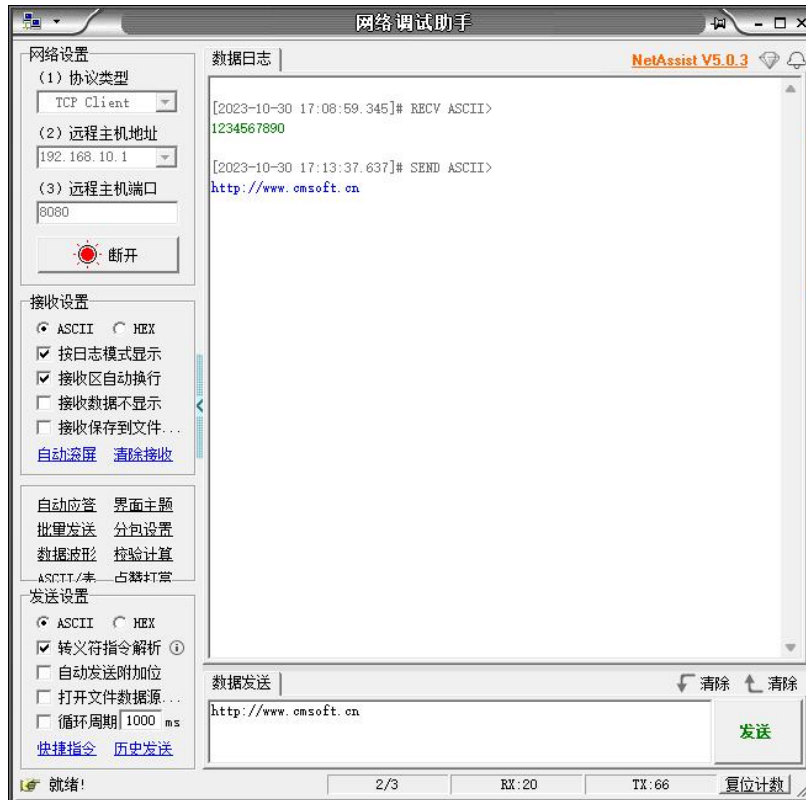 网络调试助手
网络设置
(1) 协议类型
TCP Client
(2) 远程主机地址
192.168.10.1
(3) 远程主机端口
8080
断开
接收设置
ASCII HEX
按日志模式显示
接收区自动换行
接收数据不显示
接收保存到文件...
自动滚屏 清除接收
自动应答 界面主题
批量发送 分包设置
数据波形 校验计算
ASCII/表 点赞打赏
发送设置
ASCII HEX
转义符指令解析
自动发送附加位
打开文件数据源...
循环周期 1000 ms
快捷指令 历史发送
数据日志
NetAssist V5.0.3
[2023-10-30 17:08:59.345]# RECV ASCII>
1234567890
[2023-10-30 17:13:37.637]# SEND ASCII>
http://www.cmsoft.cn
数据发送 清除 清除
http://www.cmsoft.cn
发送
就绪! 2/3 RX:20 TX:66 复位计数